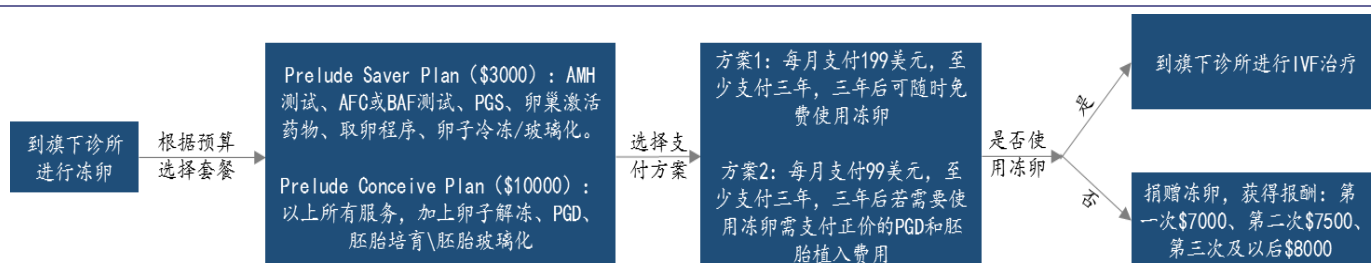 到旗下诊所
进行冻卵
根据预算
选择套餐
Prelude Saver Plan（$3000）：AMH
测试、AFC或BAF测试、PGS、卵巢激活
药物、取卵程序、卵子冷冻/玻璃化。
Prelude Conceive Plan（$10000）：
以上所有服务，加上卵子解冻、PGD、
胚胎培育\胚胎玻璃化
选择支
付方案
方案1：每月支付199美元，至
少支付三年，三年后可随时免
费使用冻卵
方案2：每月支付99美元，至
少支付三年，三年后若需要使
用冻卵需支付正价的PGD和胚
胎植入费用
是否使
用冻卵
是
到旗下诊所进行IVF治疗
否
捐赠冻卵，获得报酬：第
一次$7000、第二次$7500、
第三次及以后$8000